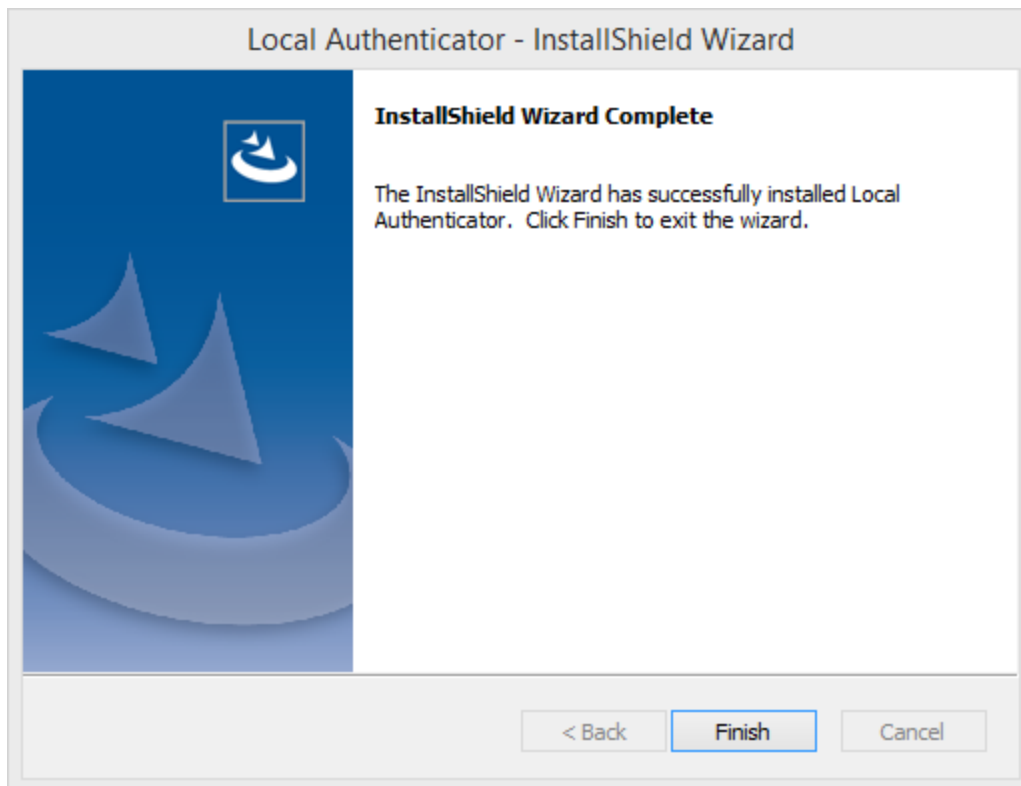 Local Authenticator - InstallShield Wizard
InstallShield Wizard Complete
The InstallShield Wizard has successfully installed Local
Authenticator.  Click Finish to exit the wizard.
< Back
Finish
Cancel